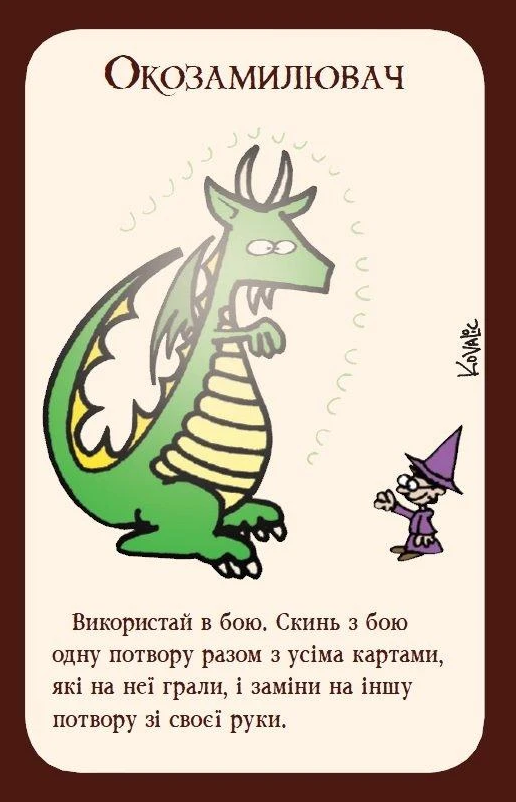 Окозамилювач
Kovalic
Використай в бою. Скинь з бою
одну потвору разом з усіма картами,
які на неї грали, і заміни на іншу
потвору зі своєї руки.